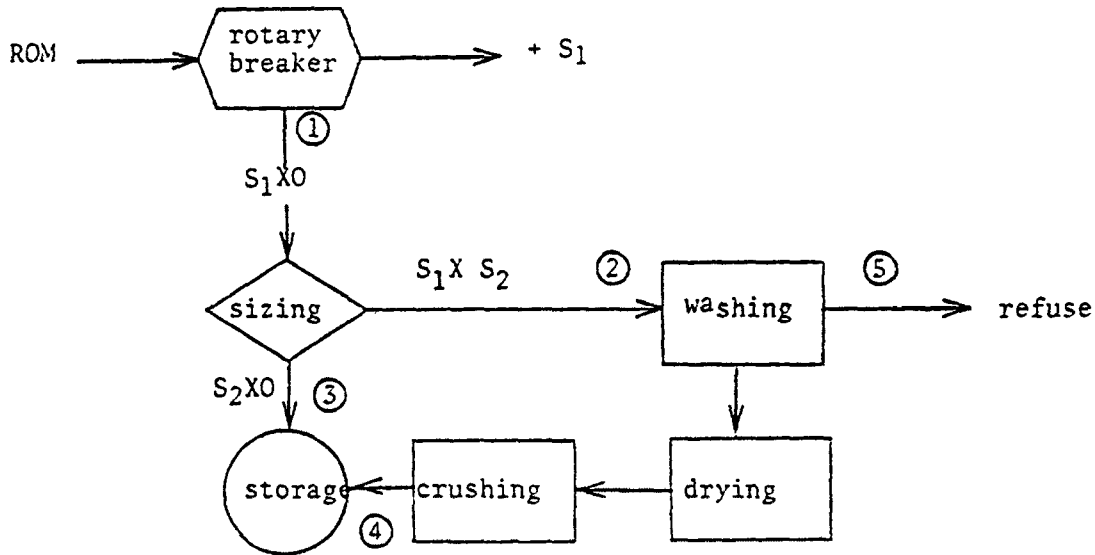 ROM
rotary
breaker
+ S1
①
S1XO
S1X S2
②
⑤
sizing
washing
refuse
S2XO
③
storage
crushing
drying
④